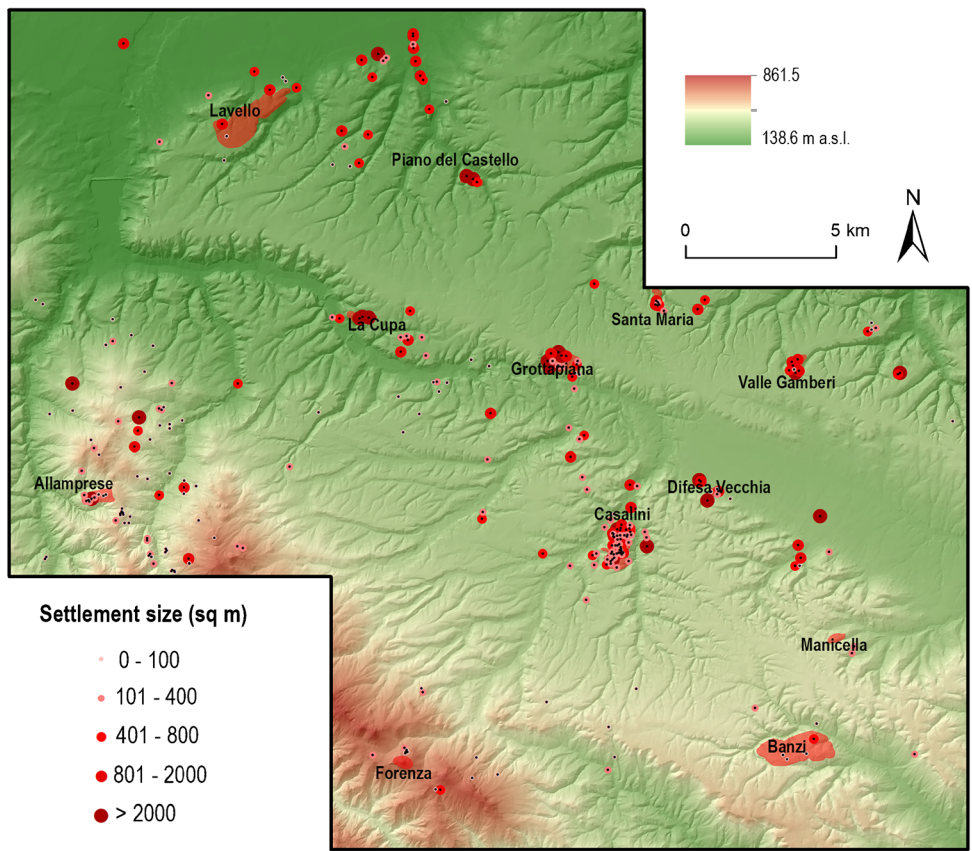 861.5
Lavello
138.6 m a.s.l.
Piano del Castello
N
0 5 km
La Cupa
Santa Maria
Grottapiana
Valle Gamberi
Allamprese
Difesa Vecchia
Casalini
Settlement size (sq m)
0 - 100
Manicella
101 - 400
401 - 800
Banzi
801 - 2000
Forenza
> 2000